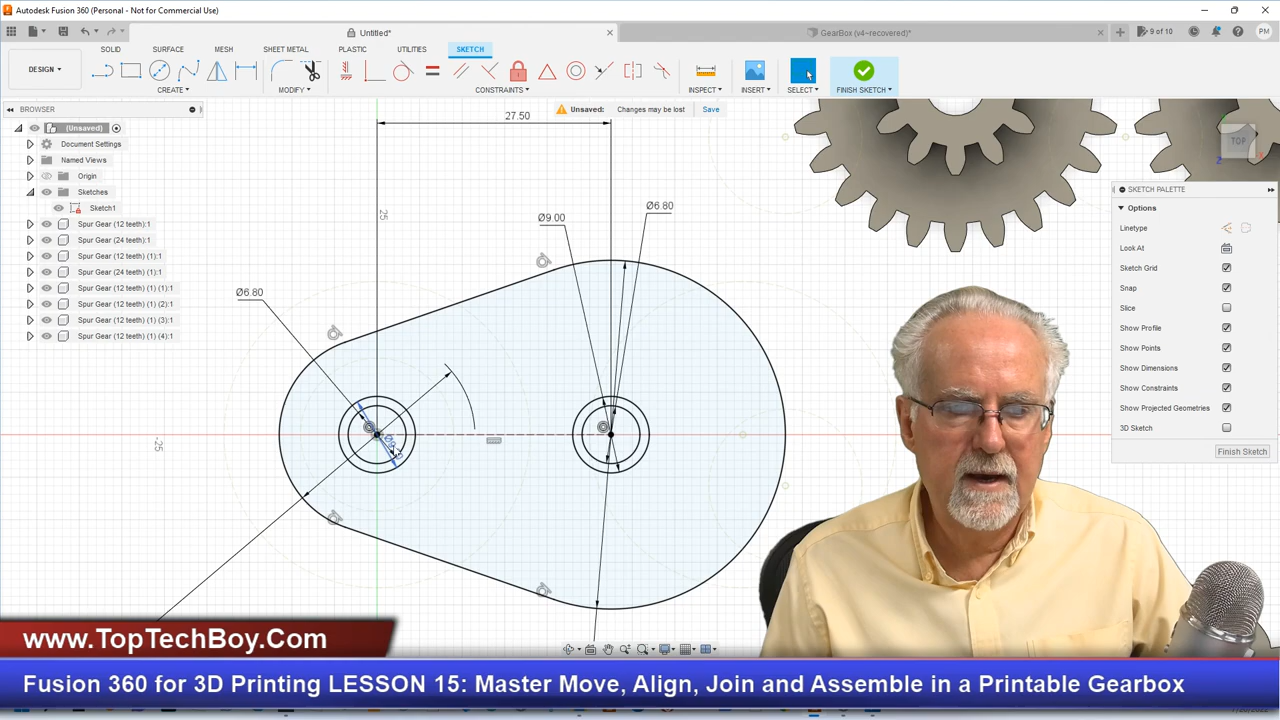 Autodesk Fusion 360 (Personal - Not for Commercial Use)
Untitled*
GearBox (v4~recovered)*
9 of 10
PM
DESIGN
SOLID
SURFACE
MESH
SHEET METAL
PLASTIC
UTILITIES
SKETCH
CREATE
MODIFY
CONSTRAINTS
INSPECT
INSERT
SELECT
FINISH SKETCH
BROWSER
Unsaved: Changes may be lost Save
(Unsaved)
Document Settings
Named Views
Origin
Sketches
Sketch1
Spur Gear (12 teeth):1
Spur Gear (24 teeth):1
Spur Gear (12 teeth) (1):1
Spur Gear (24 teeth) (1):1
Spur Gear (12 teeth) (1) (1):1
Spur Gear (12 teeth) (1) (2):1
Spur Gear (12 teeth) (1) (3):1
Spur Gear (12 teeth) (1) (4):1
27.50
25
Ø9.00
Ø6.80
Ø6.80
-25
TOP
Z
SKETCH PALETTE
Options
Linetype
Look At
Sketch Grid
Snap
Slice
Show Profile
Show Points
Show Dimensions
Show Constraints
Show Projected Geometries
3D Sketch
Finish Sketch
www.TopTechBoy.Com
Fusion 360 for 3D Printing LESSON 15: Master Move, Align, Join and Assemble in a Printable Gearbox